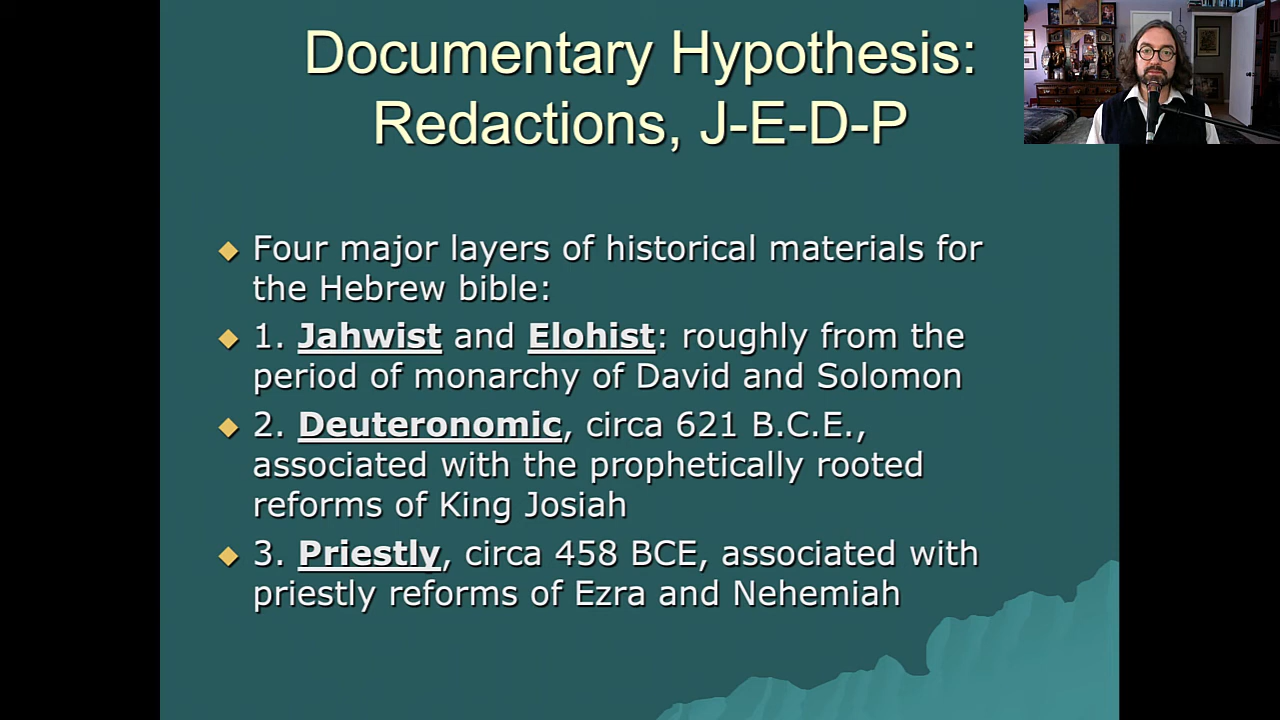 Documentary Hypothesis:
Redactions, J-E-D-P
Four major layers of historical materials for
the Hebrew bible:
1. Jahwist and Elohist: roughly from the
period of monarchy of David and Solomon
2. Deuteronomic, circa 621 B.C.E.,
associated with the prophetically rooted
reforms of King Josiah
3. Priestly, circa 458 BCE, associated with
priestly reforms of Ezra and Nehemiah